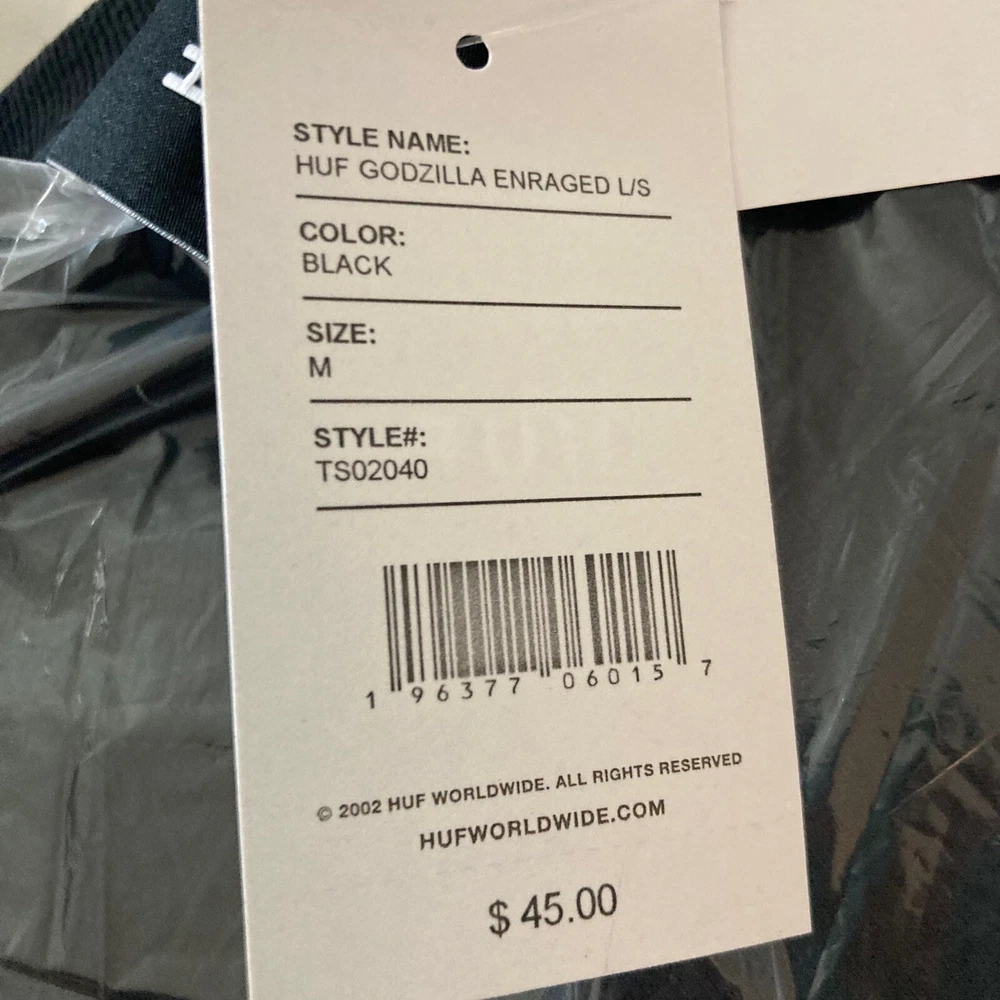 STYLE NAME:
HUF GODZILLA ENRAGED L/S
COLOR:
BLACK
SIZE:
M
STYLE#:
TS02040
1 96377 06015 7
© 2002 HUF WORLDWIDE. ALL RIGHTS RESERVED
HUFWORLDWIDE.COM
$ 45.00